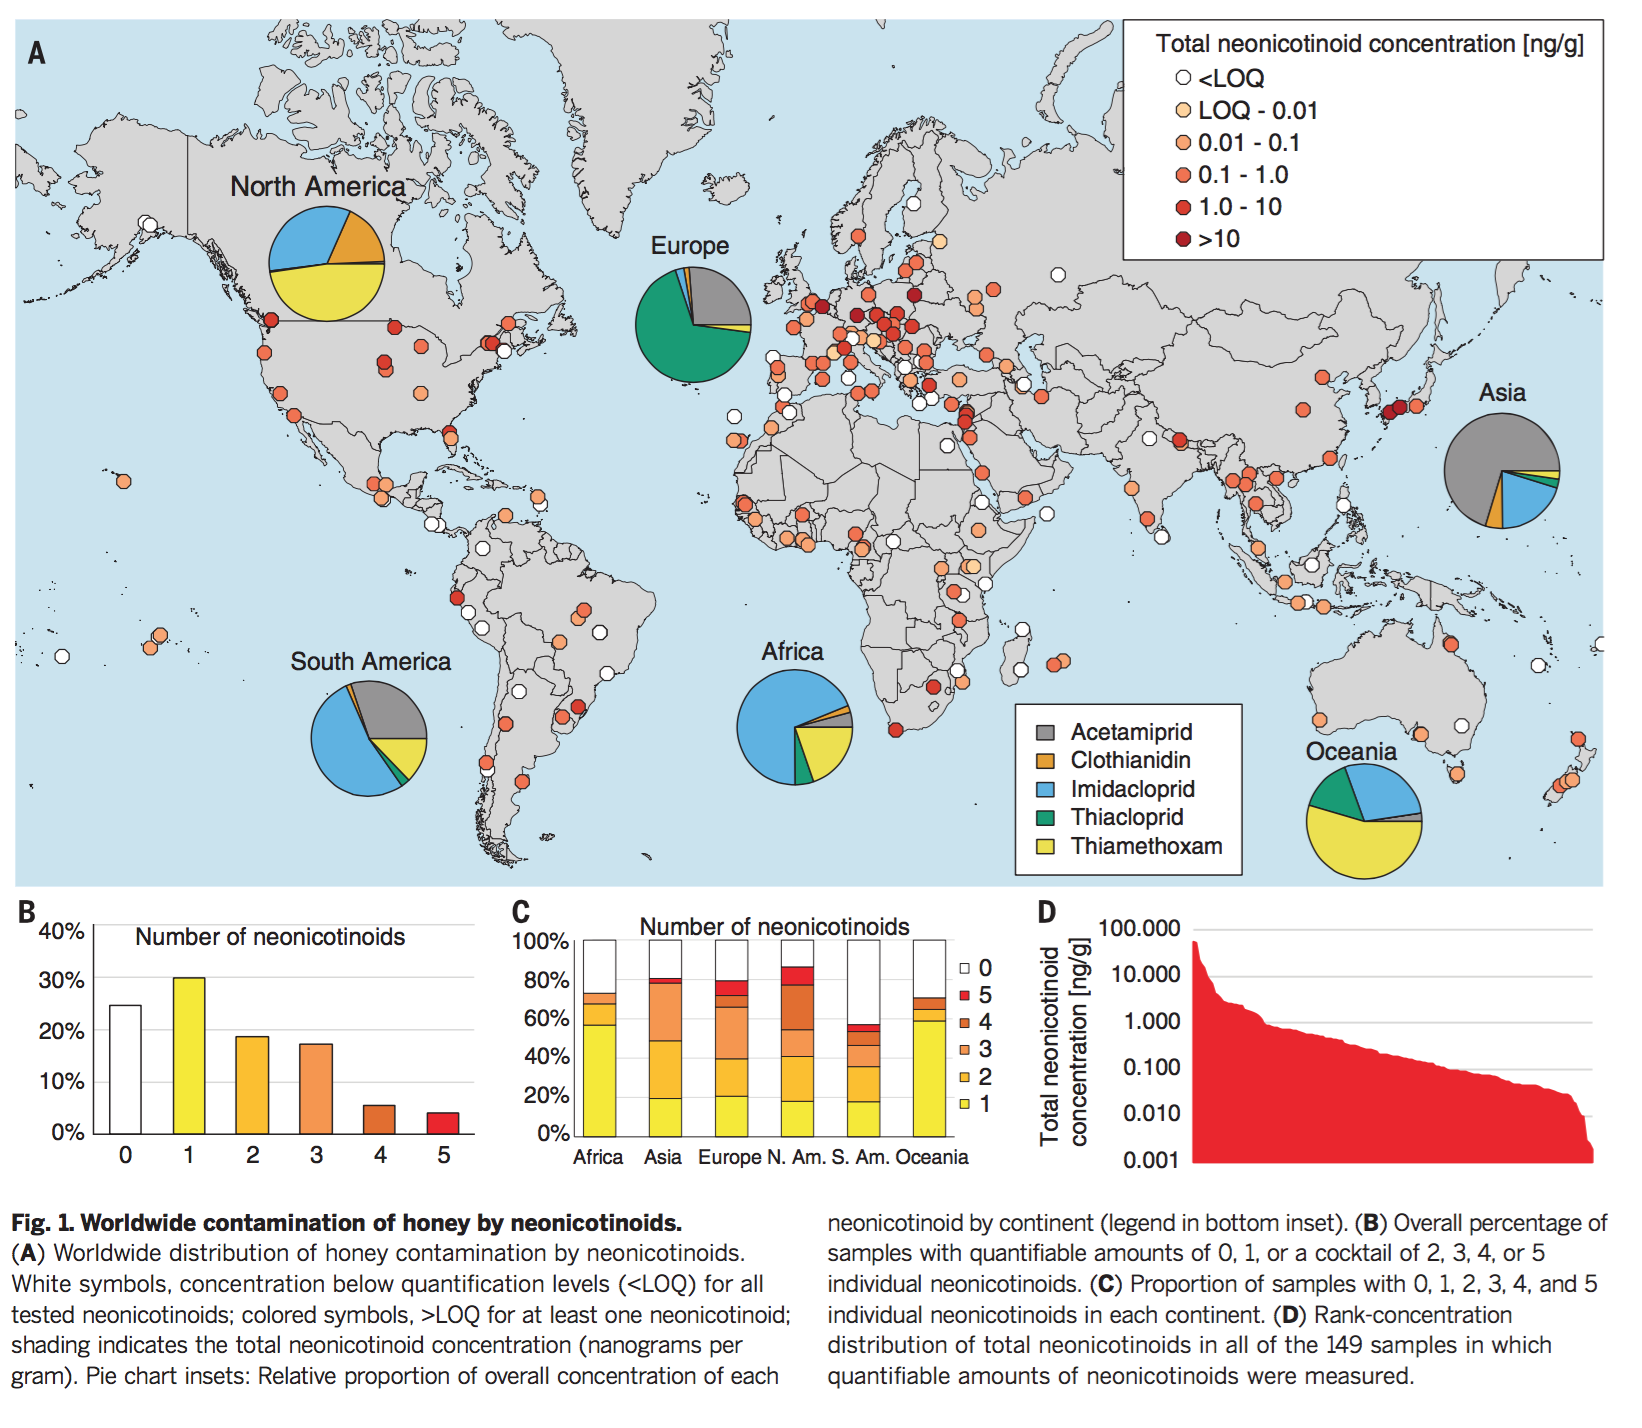 A
Total neonicotinoid concentration [ng/g]
<LOQ
LOQ - 0.01
0.01 - 0.1
0.1 - 1.0
1.0 - 10
>10
North America
Europe
Asia
South America
Africa
Oceania
Acetamiprid
Clothianidin
Imidacloprid
Thiacloprid
Thiamethoxam
B
Number of neonicotinoids
40%
30%
20%
10%
0%
0 1 2 3 4 5
C
Number of neonicotinoids
100%
80%
60%
40%
20%
0%
0
5
4
3
2
1
Africa Asia Europe N. Am. S. Am. Oceania
D
Total neonicotinoid
concentration [ng/g]
100.000
10.000
1.000
0.100
0.010
0.001
Fig. 1. Worldwide contamination of honey by neonicotinoids.
(A) Worldwide distribution of honey contamination by neonicotinoids.
White symbols, concentration below quantification levels (<LOQ) for all
tested neonicotinoids; colored symbols, >LOQ for at least one neonicotinoid;
shading indicates the total neonicotinoid concentration (nanograms per
gram). Pie chart insets: Relative proportion of overall concentration of each
neonicotinoid by continent (legend in bottom inset). (B) Overall percentage of
samples with quantifiable amounts of 0, 1, or a cocktail of 2, 3, 4, or 5
individual neonicotinoids. (C) Proportion of samples with 0, 1, 2, 3, 4, and 5
individual neonicotinoids in each continent. (D) Rank-concentration
distribution of total neonicotinoids in all of the 149 samples in which
quantifiable amounts of neonicotinoids were measured.